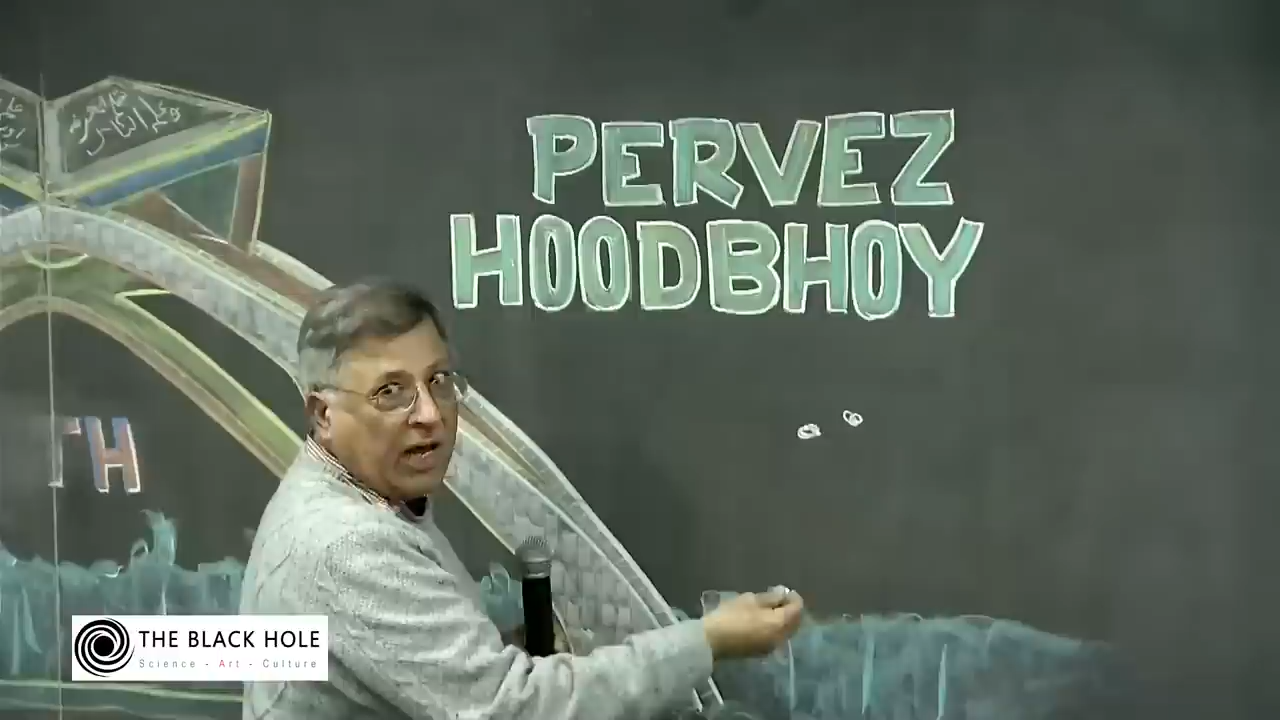 PERVEZ
HOODBHOY
TH
THE BLACK HOLE
Science - Art - Culture